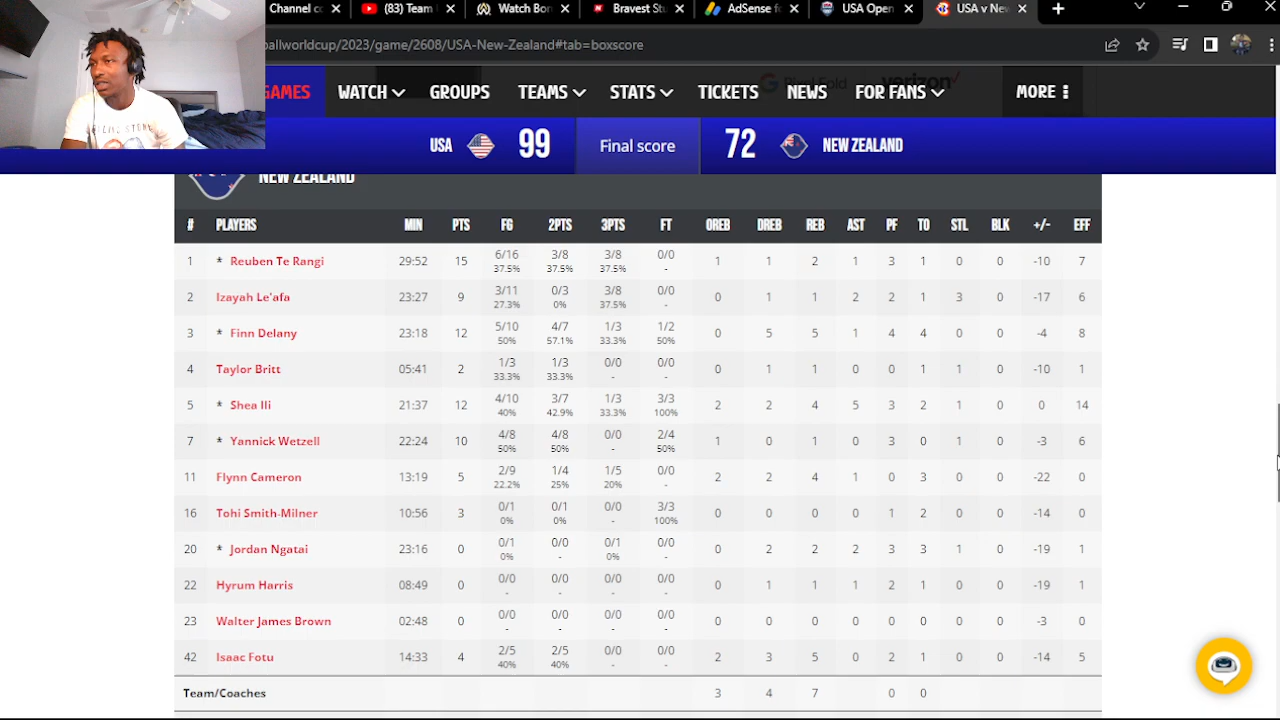 Channel co × (83) Team × Watch Bor × Bravest Stu × AdSense fo × USA Open × USA v New × +
allworldcup/2023/game/2608/USA-New-Zealand#tab=boxscore
GAMES WATCH GROUPS TEAMS STATS TICKETS NEWS FOR FANS MORE
verizon
USA 99 Final score 72 NEW ZEALAND
NEW ZEALAND
# PLAYERS MIN PTS FG 2PTS 3PTS FT OREB DREB REB AST PF TO STL BLK +/- EFF
1 * Reuben Te Rangi 29:52 15 6/16 3/8 3/8 0/0 1 1 2 1 3 1 0 0 -10 7
37.5% 37.5% 37.5% -
2 Izayah Le'afa 23:27 9 3/11 0/3 3/8 0/0 0 1 1 2 2 1 3 0 -17 6
27.3% 0% 37.5% -
3 * Finn Delany 23:18 12 5/10 4/7 1/3 1/2 0 5 5 1 4 4 0 0 -4 8
50% 57.1% 33.3% 50%
4 Taylor Britt 05:41 2 1/3 1/3 0/0 0/0 0 1 1 0 0 1 1 0 -10 1
33.3% 33.3% - -
5 * Shea Ili 21:37 12 4/10 3/7 1/3 3/3 2 2 4 5 3 2 1 0 0 14
40% 42.9% 33.3% 100%
7 * Yannick Wetzell 22:24 10 4/8 4/8 0/0 2/4 1 0 1 0 3 0 1 0 -3 6
50% 50% - 50%
11 Flynn Cameron 13:19 5 2/9 1/4 1/5 0/0 2 2 4 1 0 3 0 0 -22 0
22.2% 25% 20% -
16 Tohi Smith-Milner 10:56 3 0/1 0/1 0/0 3/3 0 0 0 0 1 2 0 0 -14 0
0% 0% - 100%
20 * Jordan Ngatai 23:16 0 0/1 0/0 0/1 0/0 0 2 2 2 3 3 1 0 -19 1
0% - 0% -
22 Hyrum Harris 08:49 0 0/0 0/0 0/0 0/0 0 1 1 1 2 1 0 0 -19 1
- - - -
23 Walter James Brown 02:48 0 0/0 0/0 0/0 0/0 0 0 0 0 0 0 0 0 -3 0
- - - -
42 Isaac Fotu 14:33 4 2/5 2/5 0/0 0/0 2 3 5 0 2 1 0 0 -14 5
40% 40% - -
Team/Coaches 3 4 7 0 0